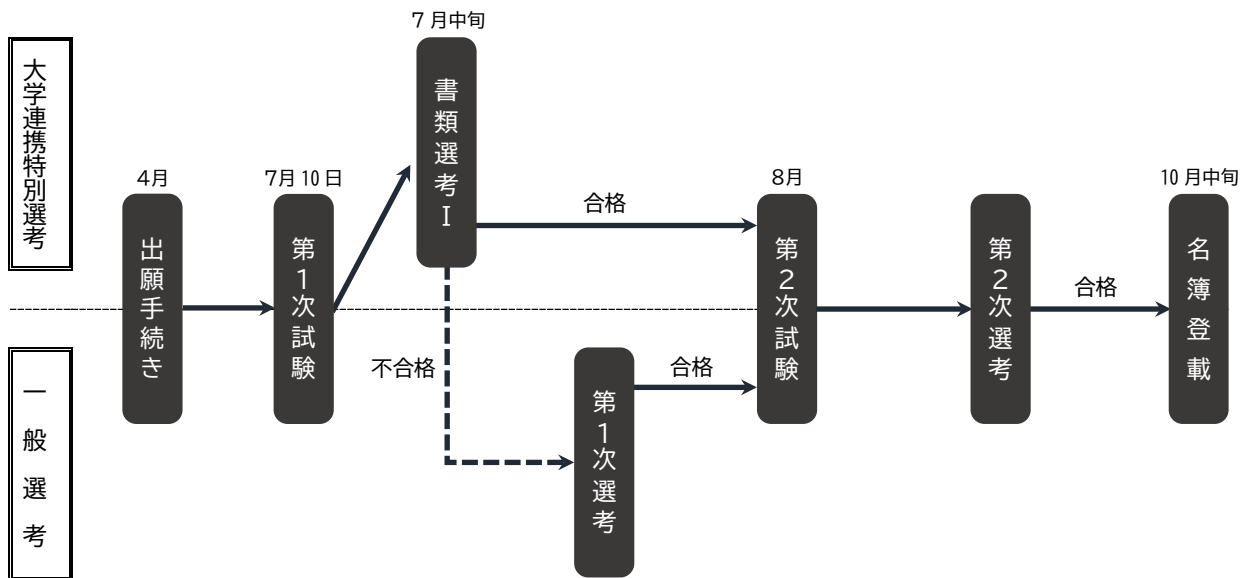 7月中旬
大学連携特別選考
書類選考Ⅰ
4月
7月10日
8月
10月中旬
合格
出願手続き
第1次試験
第2次試験
第2次選考
合格
名簿登載
一般選考
不合格
合格
第1次選考